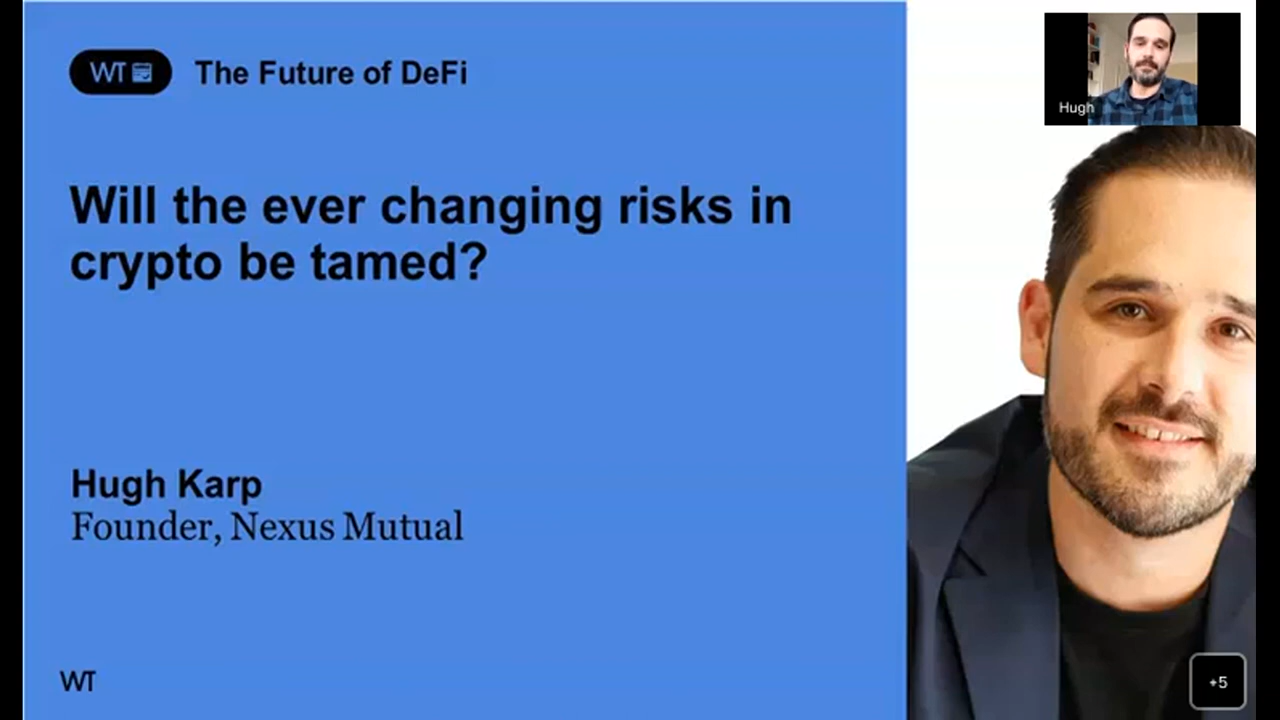 WT
The Future of DeFi
Hugh
Will the ever changing risks in
crypto be tamed?
Hugh Karp
Founder, Nexus Mutual
WT
+5